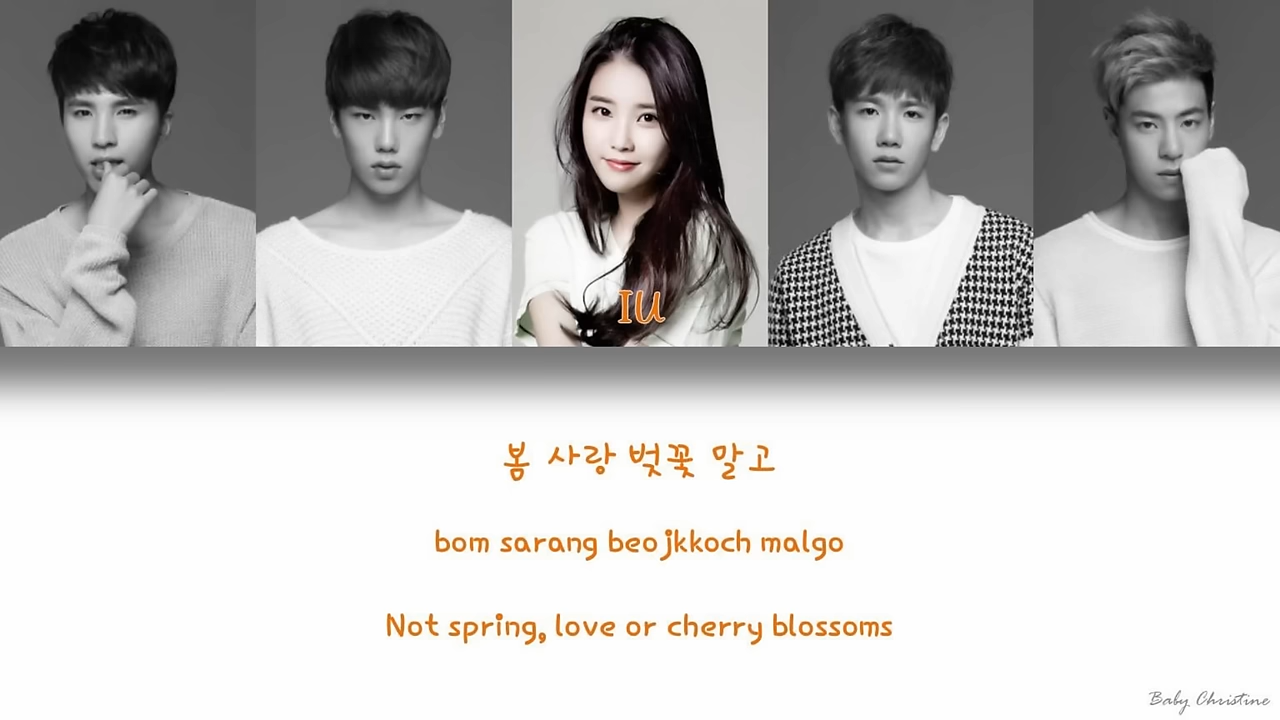 IU
봄 사랑 벚꽃 말고
bom sarang beojkkoch malgo
Not spring, love or cherry blossoms
Baby Christine